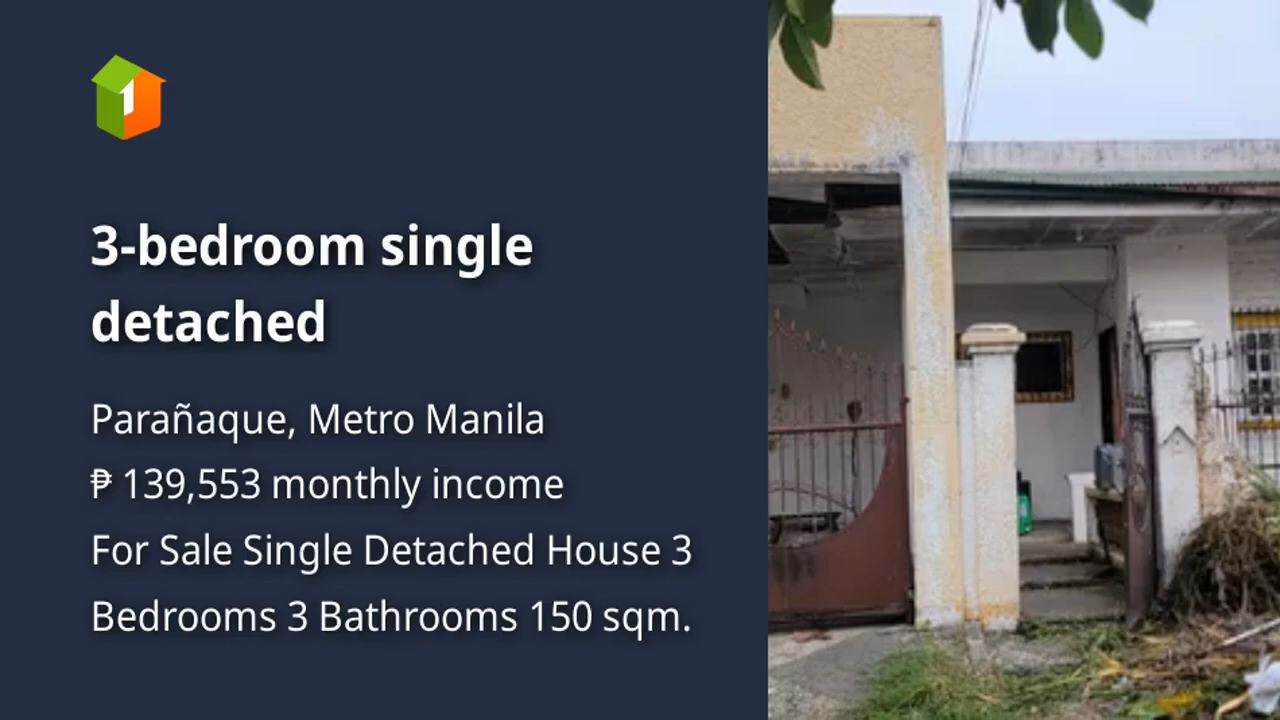 3-bedroom single
detached
Parañaque, Metro Manila
₱ 139,553 monthly income
For Sale Single Detached House 3
Bedrooms 3 Bathrooms 150 sqm.